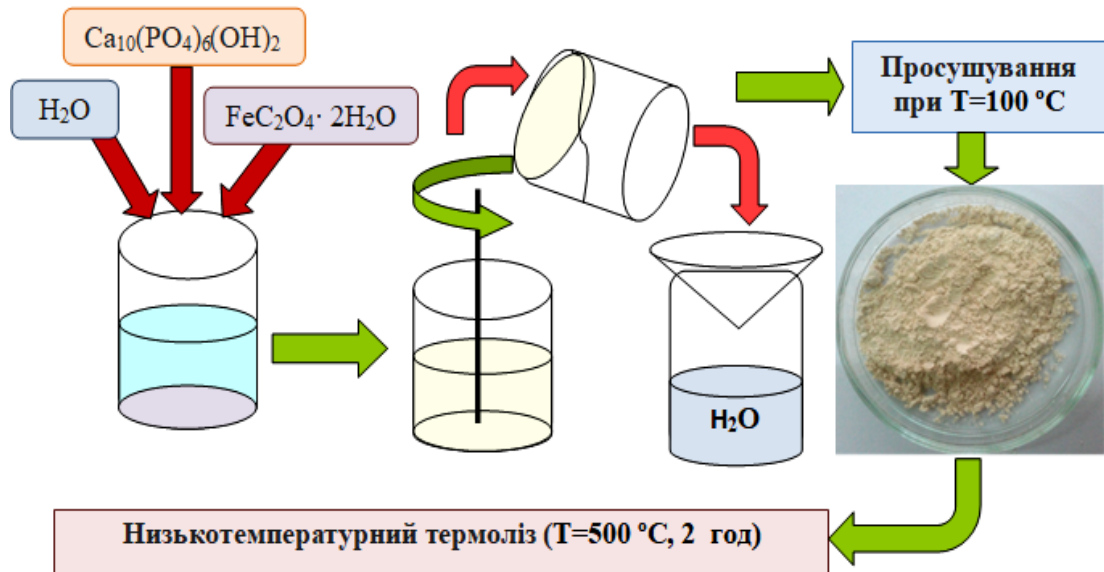 Ca₁₀(PO₄)₆(OH)₂
H₂O
FeC₂O₄· 2H₂O
Просушування
при T=100 ºC
H₂O
Низькотемпературний термоліз (T=500 ºC, 2 год)